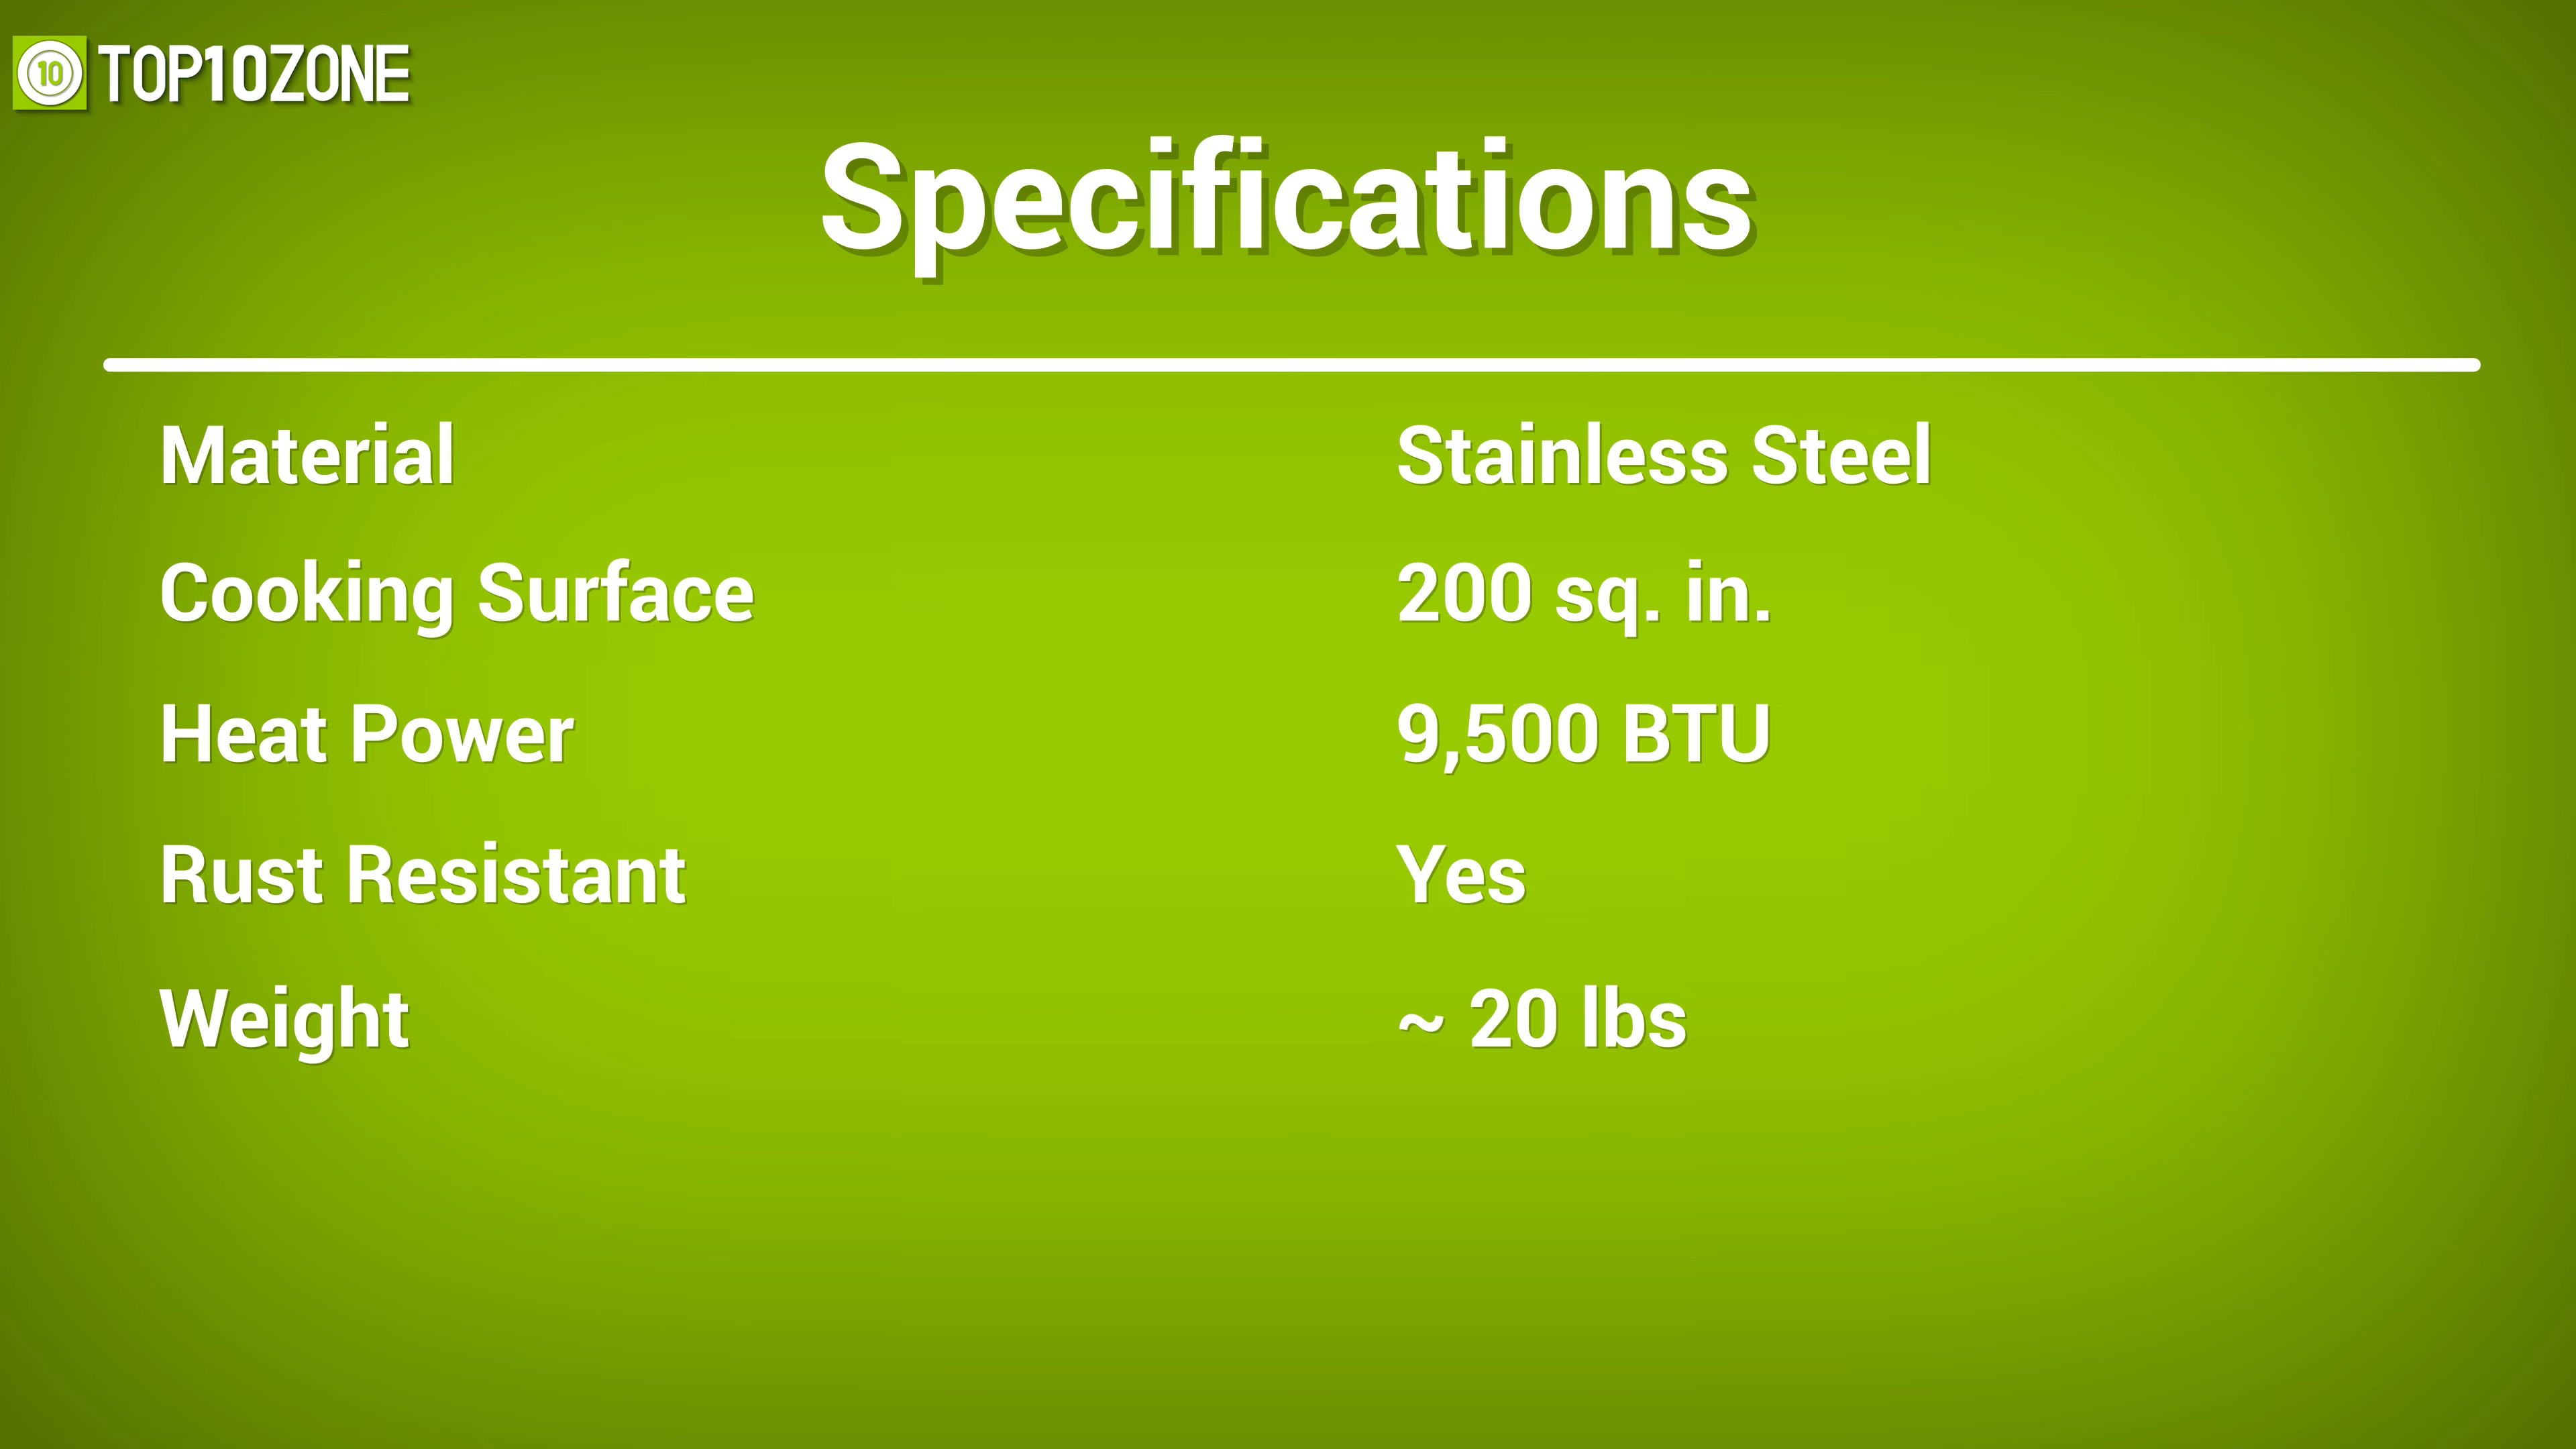 10 TOP10ZONE
Specifications
Material Stainless Steel
Cooking Surface 200 sq. in.
Heat Power 9,500 BTU
Rust Resistant Yes
Weight ~ 20 lbs